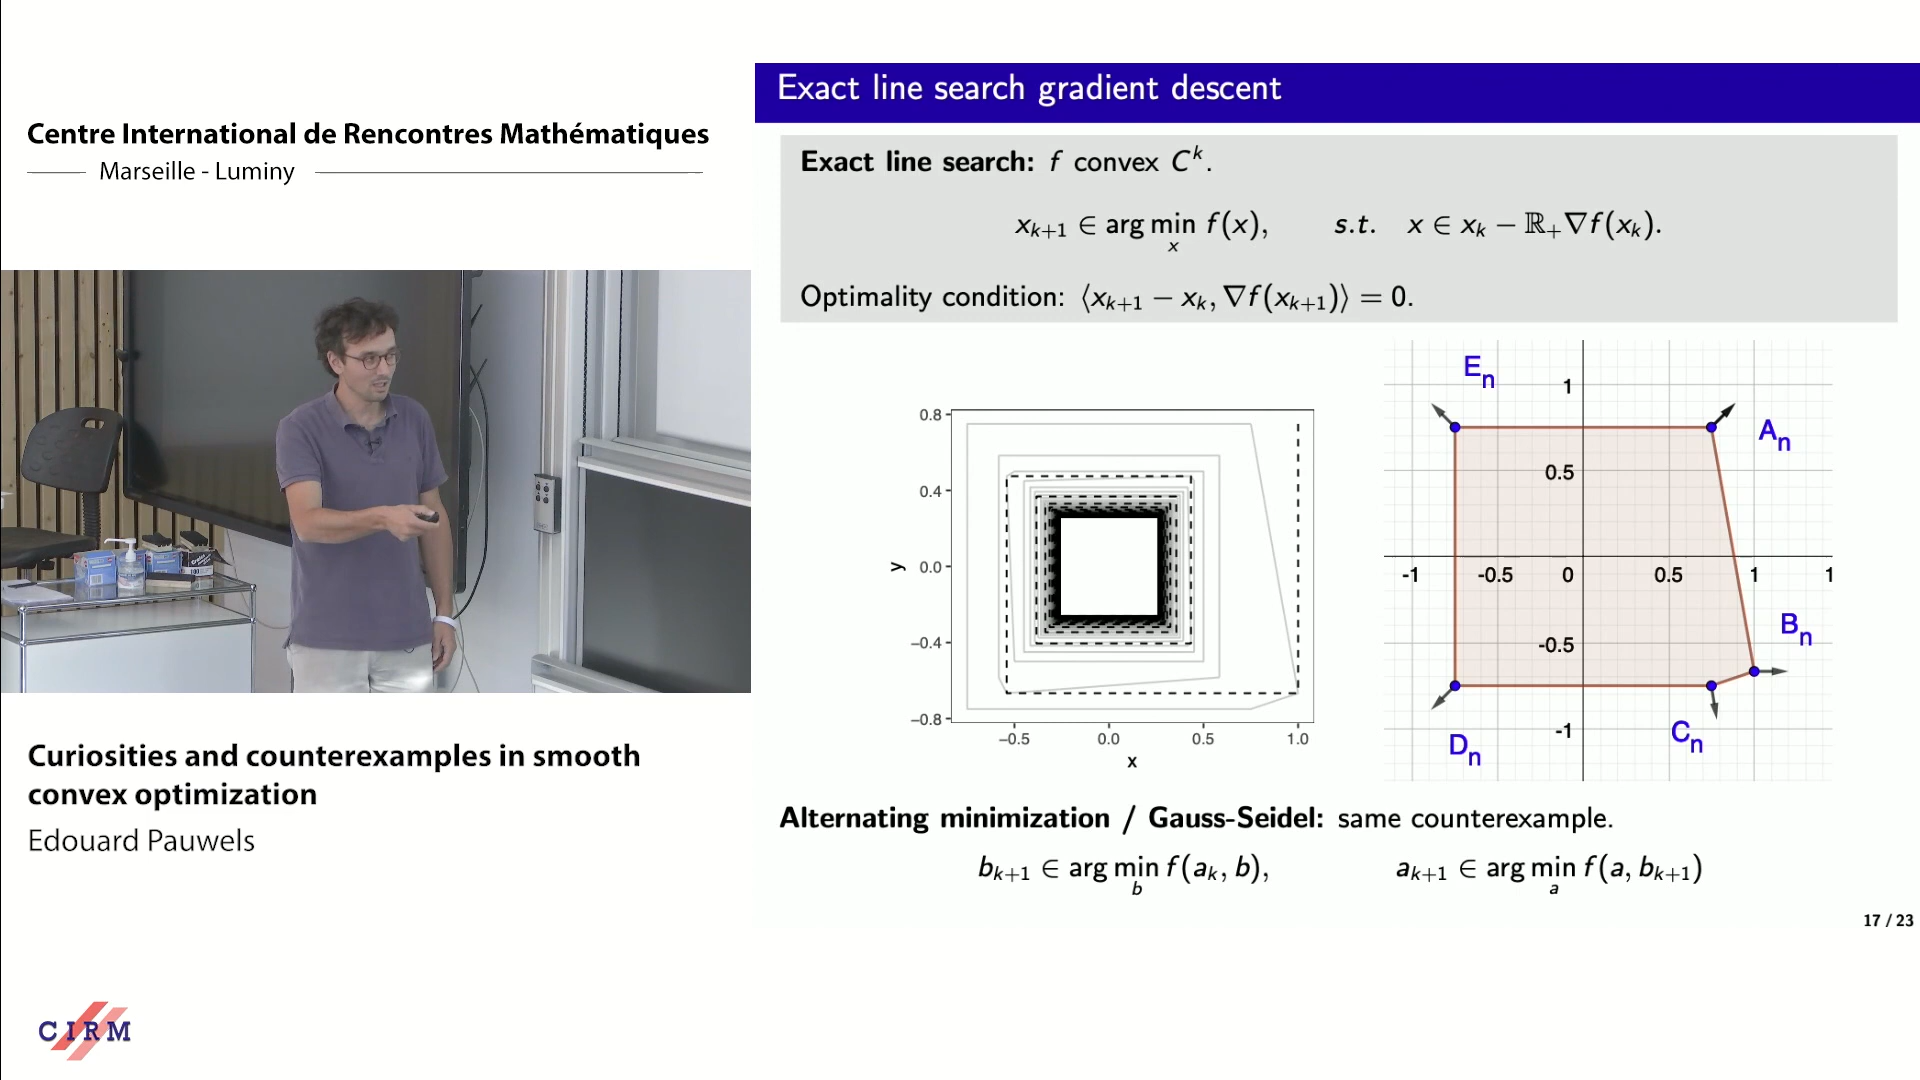 Centre International de Rencontres Mathématiques
Marseille - Luminy
Curiosities and counterexamples in smooth
convex optimization
Edouard Pauwels
CIRM
Exact line search gradient descent
Exact line search: f convex C^k.
x_{k+1} ∈ arg min_x f(x), s.t. x ∈ x_k − ℝ_+∇f(x_k).
Optimality condition: ⟨x_{k+1} − x_k, ∇f(x_{k+1})⟩ = 0.
0.8
0.4
0.0
−0.4
−0.8
y
−0.5 0.0 0.5 1.0
x
E_n
1
A_n
0.5
-1 -0.5 0 0.5 1 1
B_n
-0.5
C_n
-1
D_n
Alternating minimization / Gauss-Seidel: same counterexample.
b_{k+1} ∈ arg min_b f(a_k, b), a_{k+1} ∈ arg min_a f(a, b_{k+1})
17 / 23